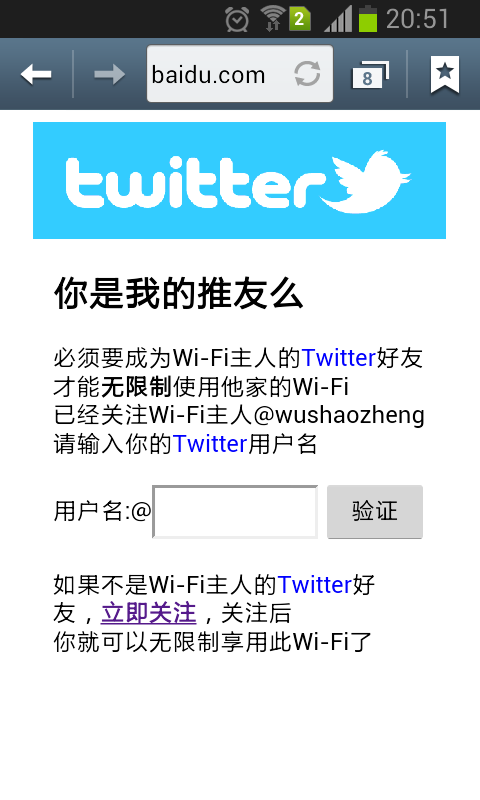 2
20:51
baidu.com
8
twitter
你是我的推友么
必须要成为Wi-Fi主人的Twitter好友
才能无限制使用他家的Wi-Fi
已经关注Wi-Fi主人@wushaozheng
请输入你的Twitter用户名
用户名:@ 验证
如果不是Wi-Fi主人的Twitter好
友，立即关注，关注后
你就可以无限制享用此Wi-Fi了